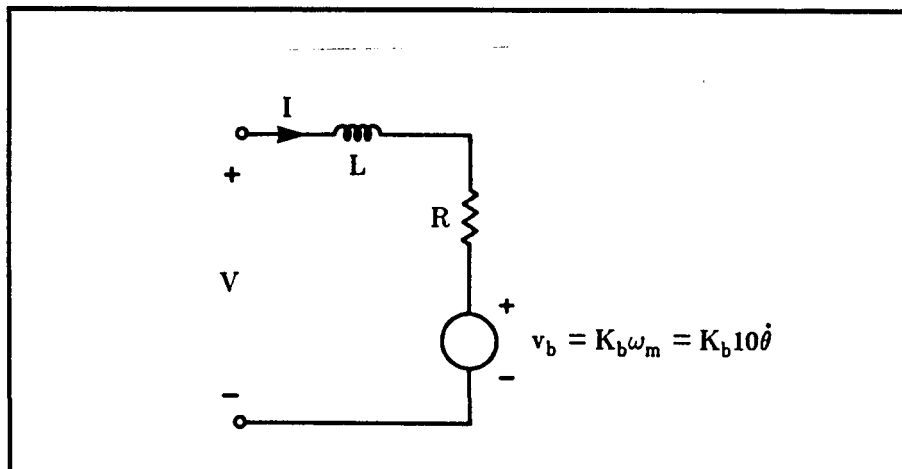 I
+
L
R
V
+
v_b = K_bω_m = K_b10θ̇
−
−